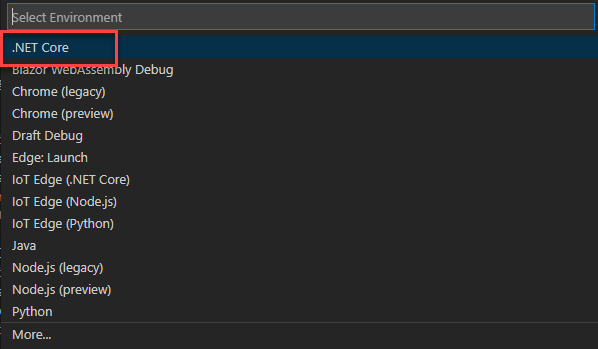 Select Environment
.NET Core
Blazor WebAssembly Debug
Chrome (legacy)
Chrome (preview)
Draft Debug
Edge: Launch
IoT Edge (.NET Core)
IoT Edge (Node.js)
IoT Edge (Python)
Java
Node.js (legacy)
Node.js (preview)
Python
More...